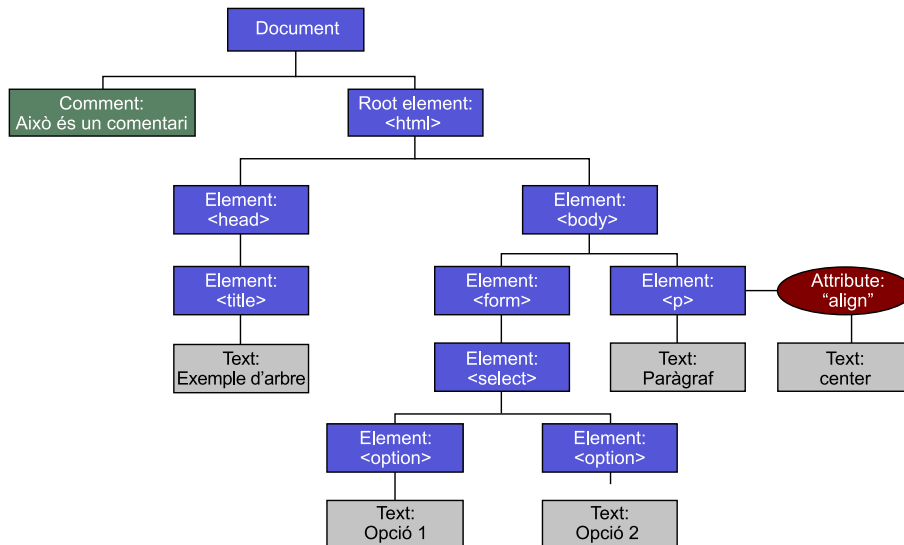 Document
Comment:
Això és un comentari
Root element:
<html>
Element:
<head>
Element:
<body>
Element:
<title>
Element:
<form>
Element:
<p>
Attribute:
“align”
Text:
Exemple d’arbre
Element:
<select>
Text:
Paràgraf
Text:
center
Element:
<option>
Element:
<option>
Text:
Opció 1
Text:
Opció 2